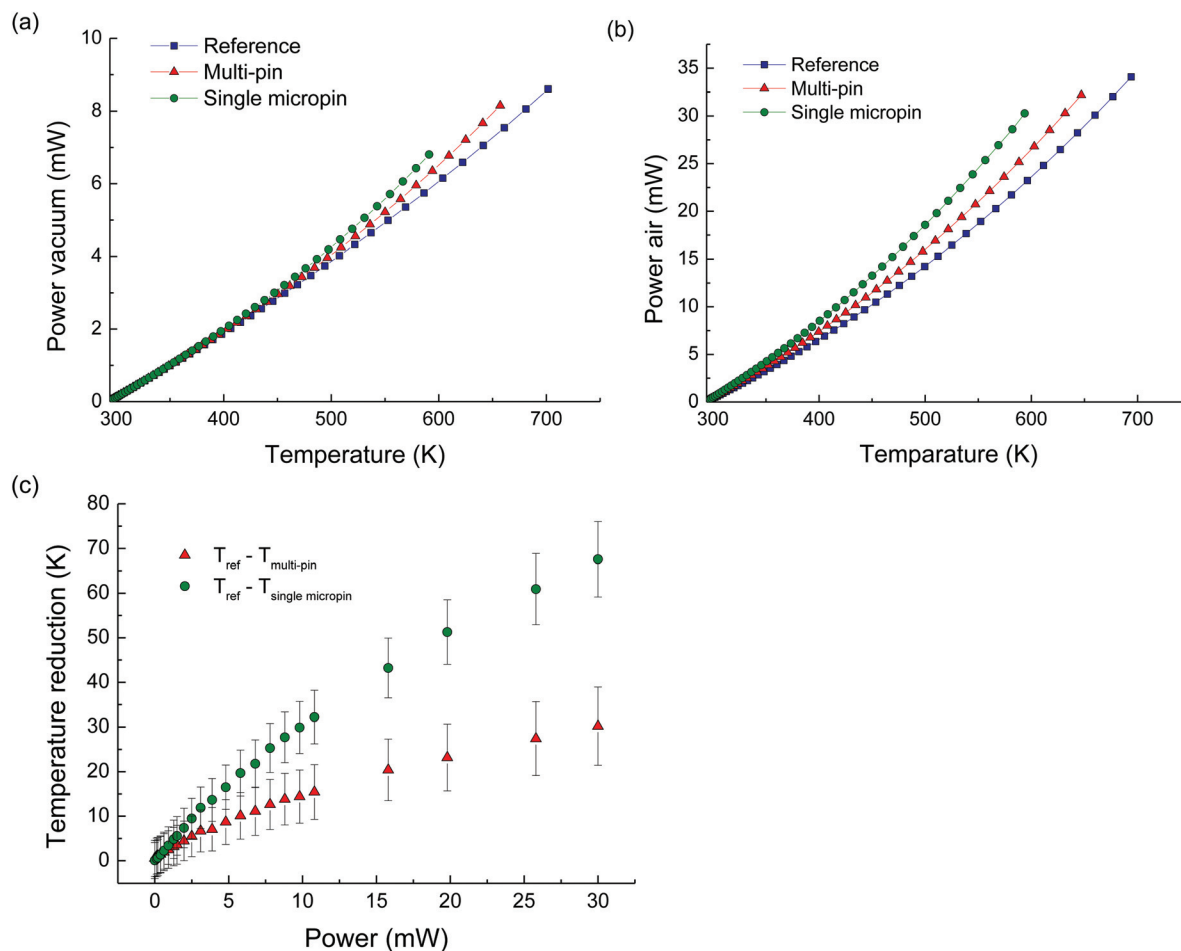 (a)
Power vacuum (mW)
10
8
6
4
2
0
Reference
Multi-pin
Single micropin
300
400
500
600
700
Temperature (K)
(b)
Power air (mW)
35
30
25
20
15
10
5
0
Reference
Multi-pin
Single micropin
300
400
500
600
700
Temparature (K)
(c)
Temperature reduction (K)
80
70
60
50
40
30
20
10
0
Tref - Tmulti-pin
Tref - Tsingle micropin
0
5
10
15
20
25
30
Power (mW)